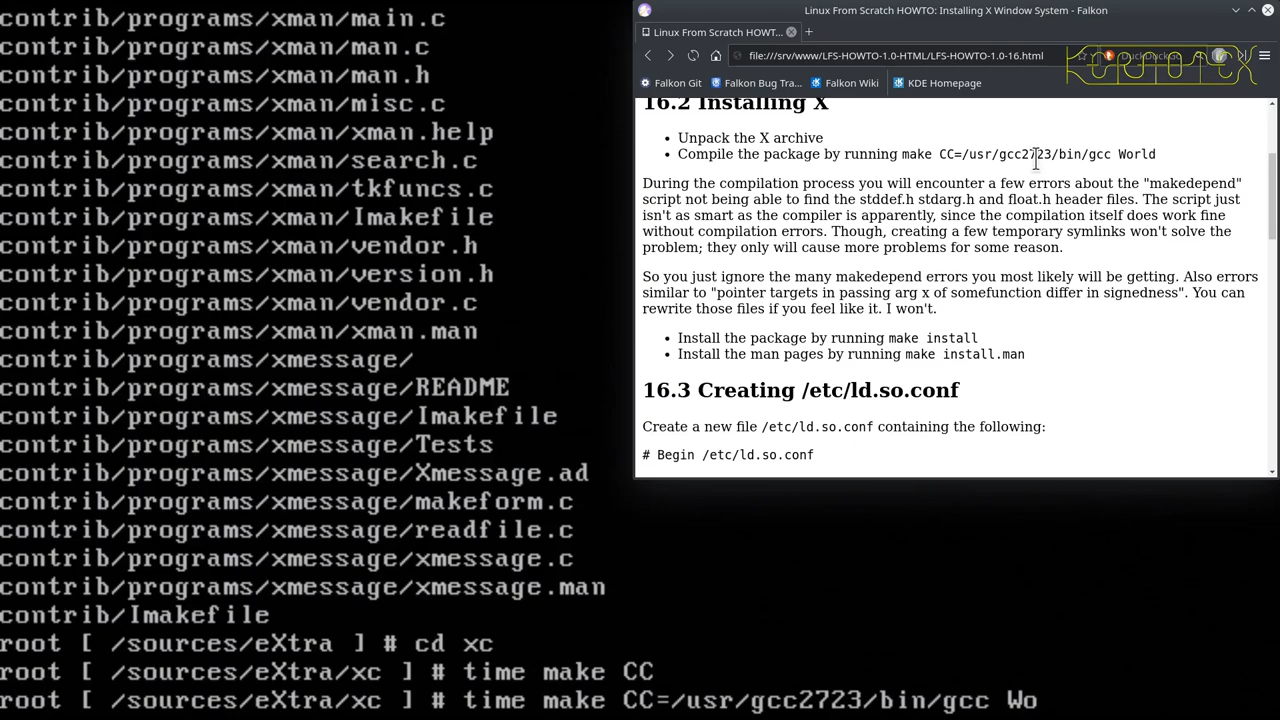 contrib/programs/xman/main.c
contrib/programs/xman/man.c
contrib/programs/xman/man.h
contrib/programs/xman/misc.c
contrib/programs/xman/xman.help
contrib/programs/xman/search.c
contrib/programs/xman/tkfuncs.c
contrib/programs/xman/Imakefile
contrib/programs/xman/vendor.h
contrib/programs/xman/version.h
contrib/programs/xman/vendor.c
contrib/programs/xman/xman.man
contrib/programs/xmessage/
contrib/programs/xmessage/README
contrib/programs/xmessage/Imakefile
contrib/programs/xmessage/Tests
contrib/programs/xmessage/Xmessage.ad
contrib/programs/xmessage/makeform.c
contrib/programs/xmessage/readfile.c
contrib/programs/xmessage/xmessage.c
contrib/programs/xmessage/xmessage.man
contrib/Imakefile
root [ /sources/eXtra ] # cd xc
root [ /sources/eXtra/xc ] # time make CC
root [ /sources/eXtra/xc ] # time make CC=/usr/gcc2723/bin/gcc Wo
Linux From Scratch HOWTO: Installing X Window System - Falkon
Linux From Scratch HOWT...
file:///srv/www/LFS-HOWTO-1.0-HTML/LFS-HOWTO-1.0-16.html
Falkon Git
Falkon Bug Tra...
Falkon Wiki
KDE Homepage
16.2 Installing X
• Unpack the X archive
• Compile the package by running make CC=/usr/gcc2723/bin/gcc World
During the compilation process you will encounter a few errors about the "makedepend"
script not being able to find the stddef.h stdarg.h and float.h header files. The script just
isn't as smart as the compiler is apparently, since the compilation itself does work fine
without compilation errors. Though, creating a few temporary symlinks won't solve the
problem; they only will cause more problems for some reason.
So you just ignore the many makedepend errors you most likely will be getting. Also errors
similar to "pointer targets in passing arg x of somefunction differ in signedness". You can
rewrite those files if you feel like it. I won't.
• Install the package by running make install
• Install the man pages by running make install.man
16.3 Creating /etc/ld.so.conf
Create a new file /etc/ld.so.conf containing the following:
# Begin /etc/ld.so.conf